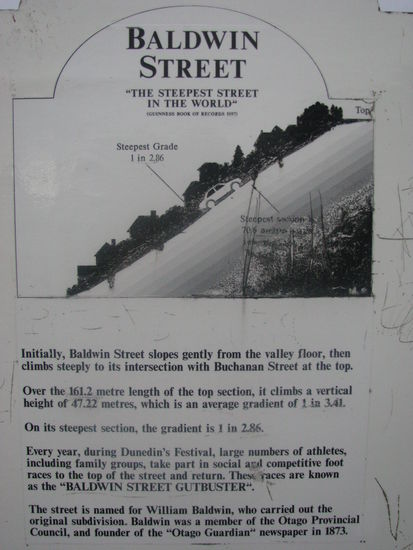 BALDWIN
STREET
"THE STEEPEST STREET
IN THE WORLD"
(GUINNESS BOOK OF RECORDS 1997)
Top
Steepest Grade
1 in 2.86
Steepest section is
70.6 metres
Initially, Baldwin Street slopes gently from the valley floor, then
climbs steeply to its intersection with Buchanan Street at the top.
Over the 161.2 metre length of the top section, it climbs a vertical
height of 47.22 metres, which is an average gradient of 1 in 3.41.
On its steepest section, the gradient is 1 in 2.86.
Every year, during Dunedin's Festival, large numbers of athletes,
including family groups, take part in social and competitive foot
races to the top of the street and return. These races are known
as the "BALDWIN STREET GUTBUSTER".
The street is named for William Baldwin, who carried out the
original subdivision. Baldwin was a member of the Otago Provincial
Council, and founder of the "Otago Guardian" newspaper in 1873.